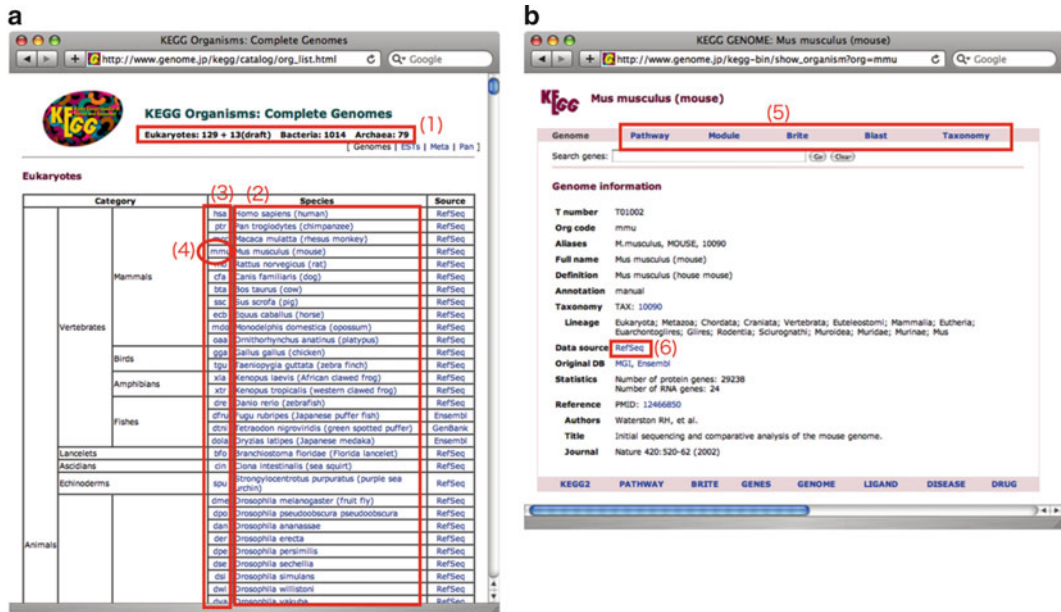 a
KEGG Organisms: Complete Genomes
http://www.genome.jp/kegg/catalog/org_list.html
Google
KEGG
KEGG Organisms: Complete Genomes
Eukaryotes: 129 + 13(draft) Bacteria: 1014 Archaea: 79
(1)
[ Genomes | ESTs | Meta | Pan ]
Eukaryotes
(3) (2)
Category Species Source
hsa Homo sapiens (human) RefSeq
ptr Pan troglodytes (chimpanzee) RefSeq
Macaca mulatta (rhesus monkey) RefSeq
(4) mmu Mus musculus (mouse) RefSeq
Rattus norvegicus (rat) RefSeq
Mammals cfa Canis familiaris (dog) RefSeq
bta Bos taurus (cow) RefSeq
ssc Sus scrofa (pig) RefSeq
ecb Equus caballus (horse) RefSeq
Vertebrates mdo Monodelphis domestica (opossum) RefSeq
oaa Ornithorhynchus anatinus (platypus) RefSeq
Birds gga Gallus gallus (chicken) RefSeq
tgu Taeniopygia guttata (zebra finch) RefSeq
Amphibians xla Xenopus laevis (African clawed frog) RefSeq
xtr Xenopus tropicalis (western clawed frog) RefSeq
Fishes dre Danio rerio (zebrafish) RefSeq
dfru Fugu rubripes (Japanese puffer fish) Ensembl
dtni Tetraodon nigroviridis (green spotted puffer) GenBank
dola Oryzias latipes (Japanese medaka) Ensembl
Lancelets bfo Branchiostoma floridae (Florida lancelet) RefSeq
Ascidians cin Ciona intestinalis (sea squirt) RefSeq
Echinoderms spu Strongylocentrotus purpuratus (purple sea urchin) RefSeq
dme Drosophila melanogaster (fruit fly) RefSeq
dpo Drosophila pseudoobscura pseudoobscura RefSeq
dan Drosophila ananassae RefSeq
Animals der Drosophila erecta RefSeq
dpe Drosophila persimilis RefSeq
dse Drosophila sechellia RefSeq
dsi Drosophila simulans RefSeq
dwi Drosophila willistoni RefSeq
dya Drosophila yakuba RefSeq
b
KEGG GENOME: Mus musculus (mouse)
http://www.genome.jp/kegg-bin/show_organism?org=mmu
Google
KEGG Mus musculus (mouse)
(5)
Genome Pathway Module Brite Blast Taxonomy
Search genes: Go Clear
Genome information
T number T01002
Org code mmu
Aliases M.musculus, MOUSE, 10090
Full name Mus musculus (mouse)
Definition Mus musculus (house mouse)
Annotation manual
Taxonomy TAX: 10090
Lineage Eukaryota; Metazoa; Chordata; Craniata; Vertebrata; Euteleostomi; Mammalia; Eutheria;
Euarchontoglires; Glires; Rodentia; Sciurognathi; Muroidea; Muridae; Murinae; Mus
Data source RefSeq (6)
Original DB MGI, Ensembl
Statistics Number of protein genes: 29238
Number of RNA genes: 24
Reference PMID: 12466850
Authors Waterston RH, et al.
Title Initial sequencing and comparative analysis of the mouse genome.
Journal Nature 420:520-62 (2002)
KEGG2 PATHWAY BRITE GENES GENOME LIGAND DISEASE DRUG